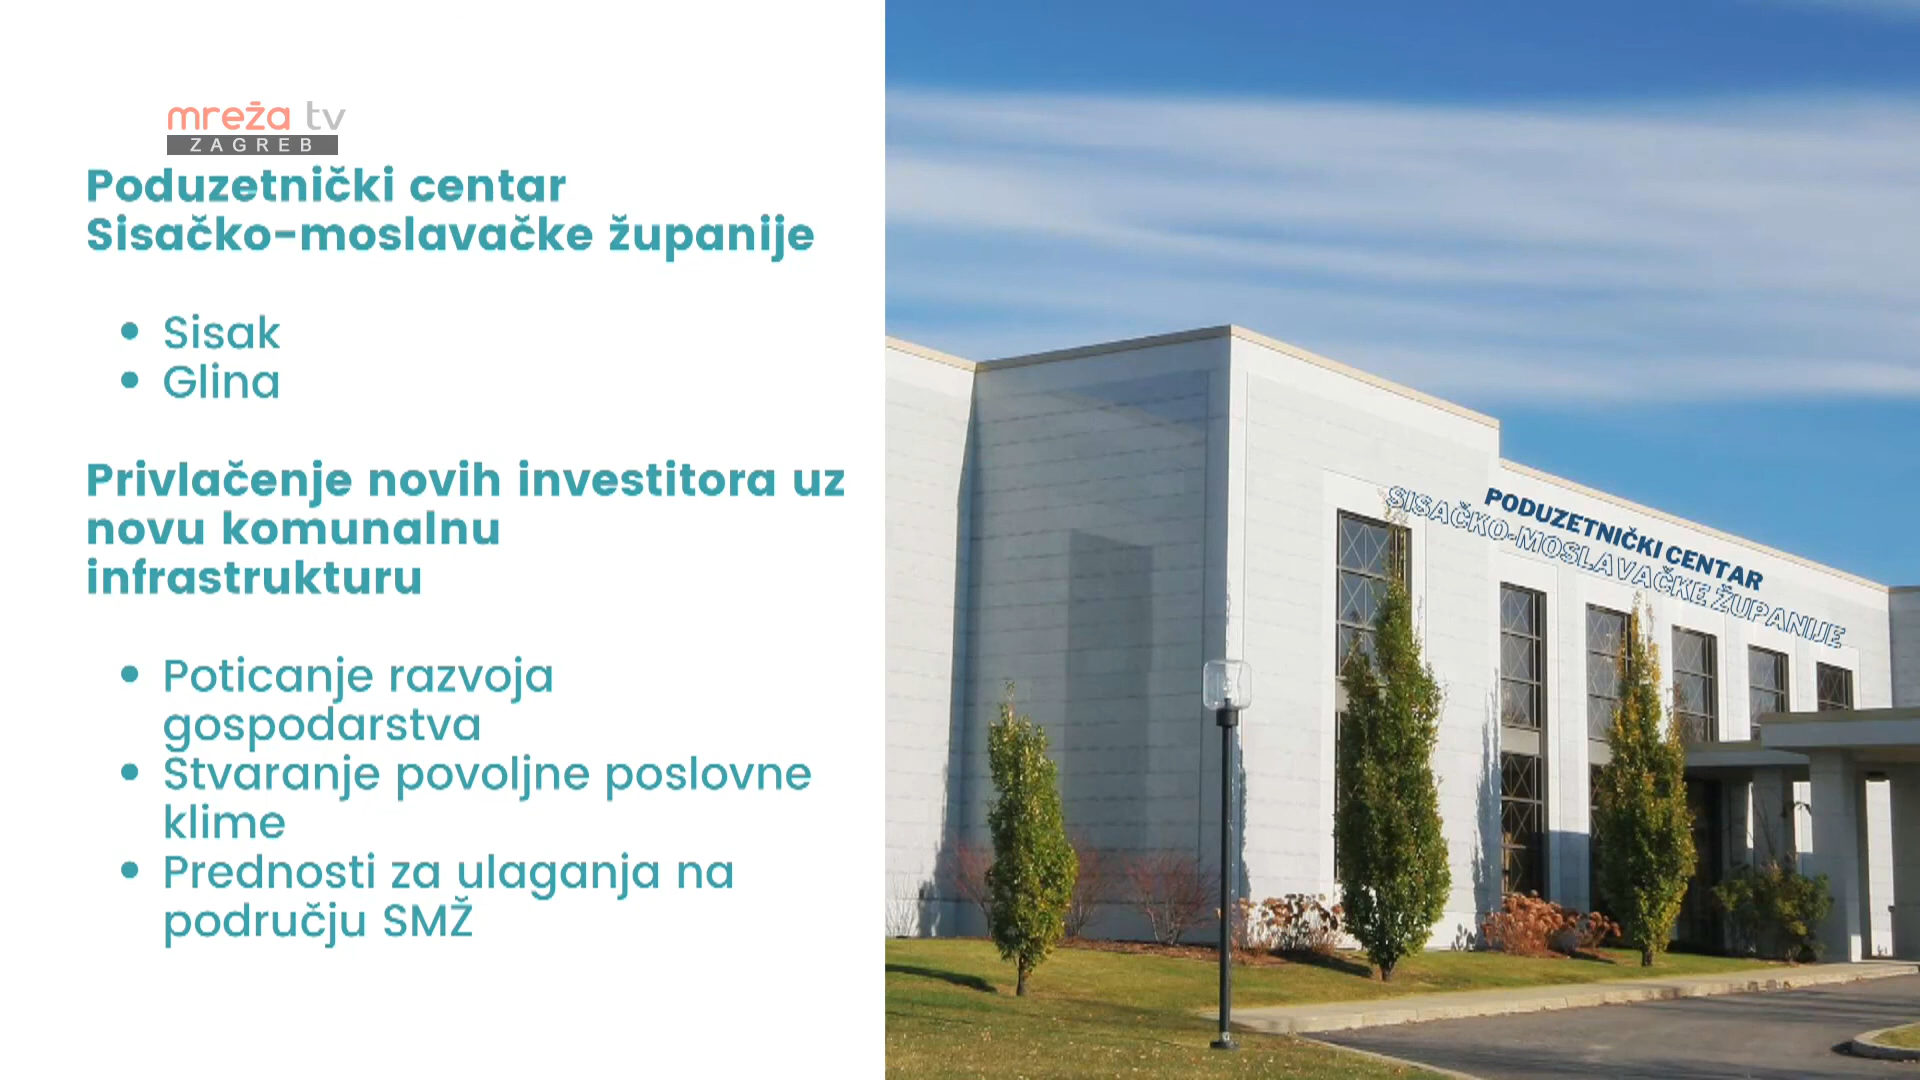 mreža tv
ZAGREB
Poduzetnički centar
Sisačko-moslavačke županije
Sisak
Glina
Privlačenje novih investitora uz
novu komunalnu
infrastrukturu
Poticanje razvoja
gospodarstva
Stvaranje povoljne poslovne
klime
Prednosti za ulaganja na
području SMŽ
PODUZETNIČKI CENTAR
SISAČKO-MOSLAVAČKE ŽUPANIJE